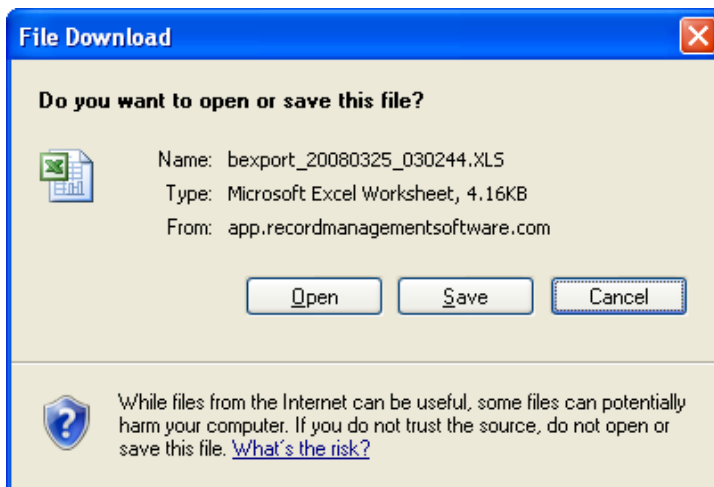 File Download
Do you want to open or save this file?
Name: bexport_20080325_030244.XLS
Type: Microsoft Excel Worksheet, 4.16KB
From: app.recordmanagementsoftware.com
Open Save Cancel
While files from the Internet can be useful, some files can potentially
harm your computer. If you do not trust the source, do not open or
save this file. What's the risk?